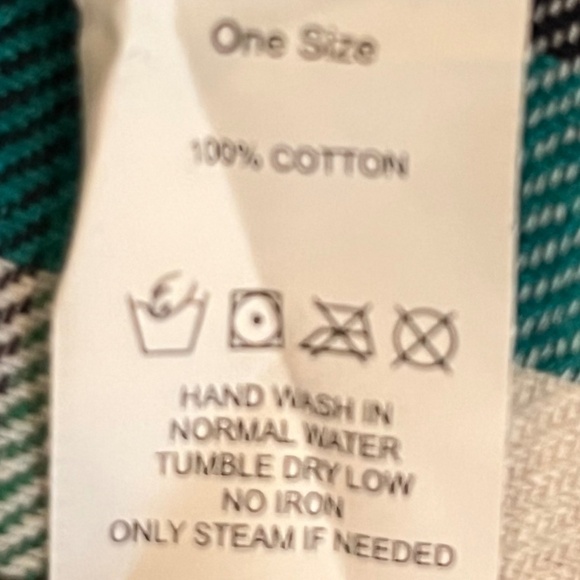 One Size
100% COTTON
HAND WASH IN
NORMAL WATER
TUMBLE DRY LOW
NO IRON
ONLY STEAM IF NEEDED